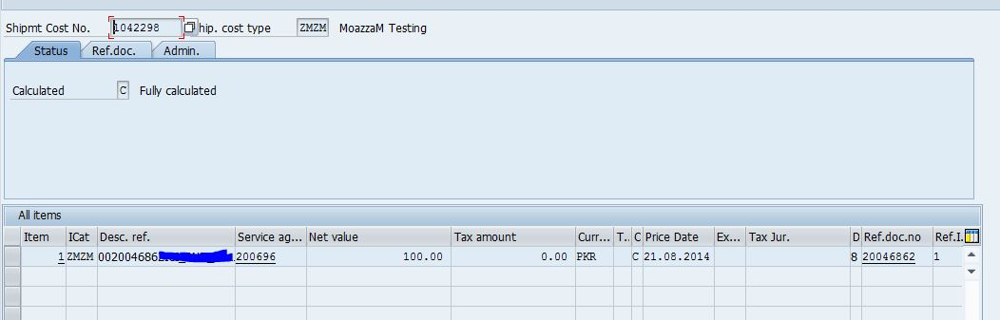 Shipmt Cost No. 1042298 hip. cost type ZMZM MoazzaM Testing
Status Ref.doc. Admin.
Calculated C Fully calculated
All items
Item ICat Desc. ref. Service ag... Net value Tax amount Curr... T.. C Price Date Ex... Tax Jur. D Ref.doc.no Ref.I.
1 ZMZM 002004686 200696 100.00 0.00 PKR C 21.08.2014 8 20046862 1